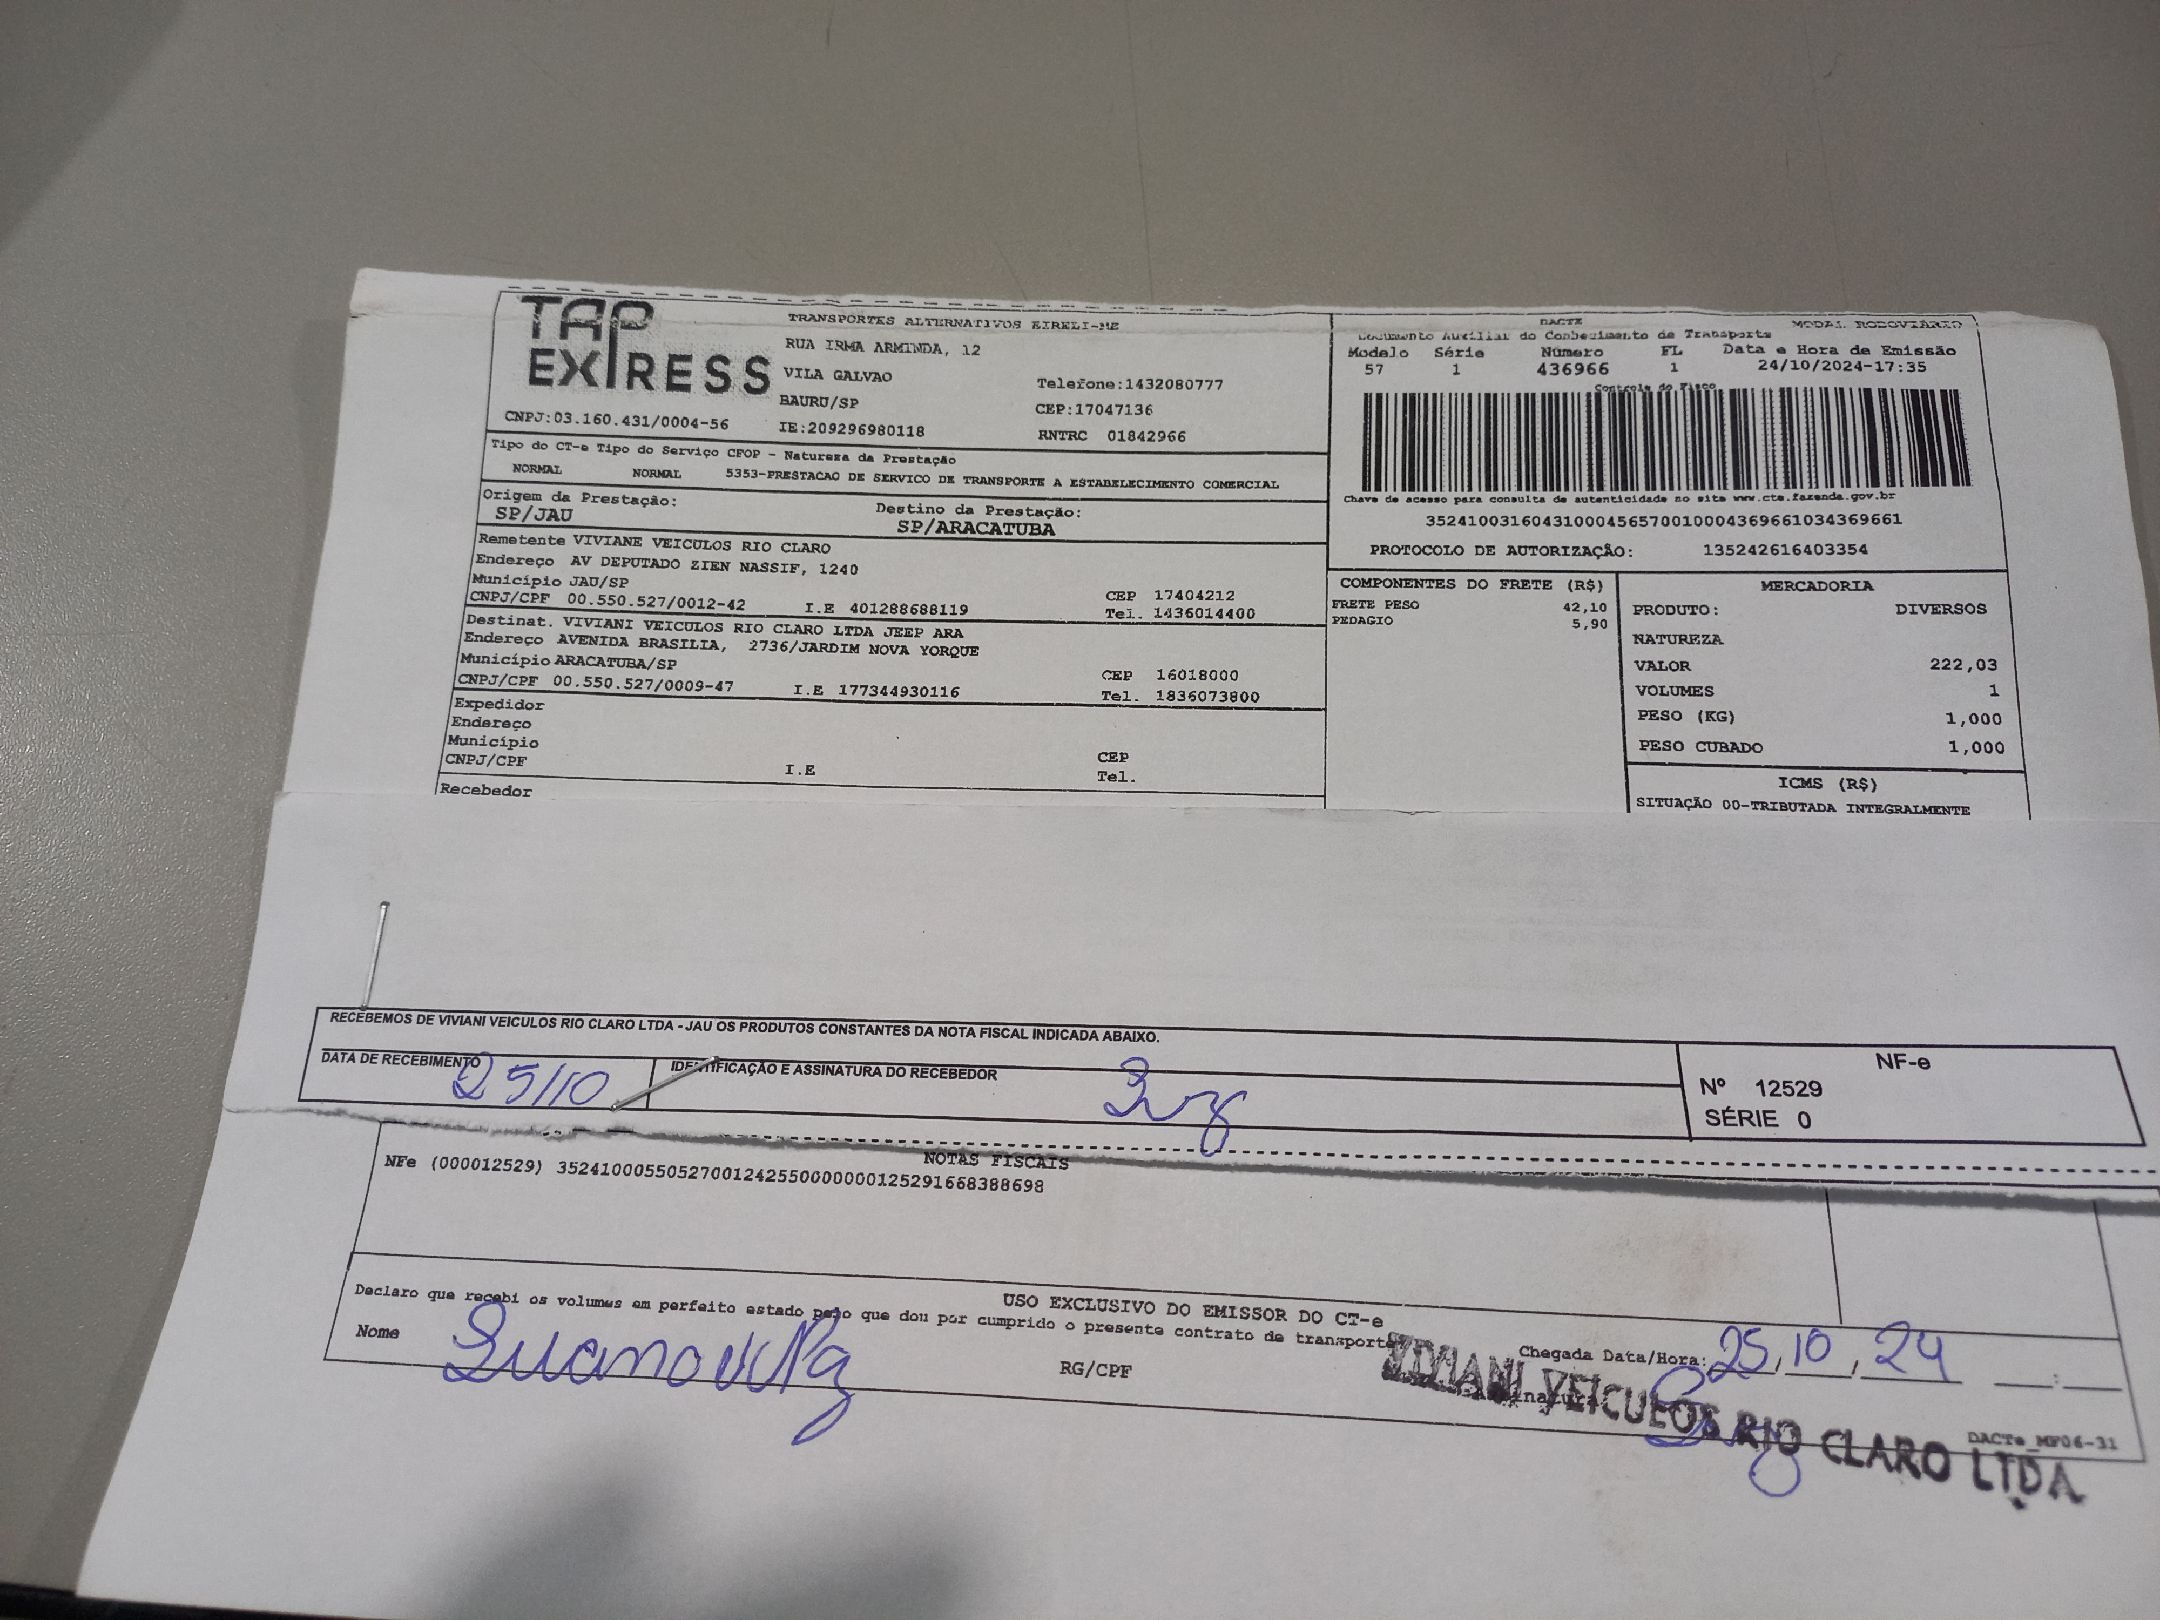 TAP EXPRESS
TRANSPORTES ALTERNATIVOS EIRELI-ME
RUA IRMA ARMINDA, 12
VILA GALVAO
Telefone:1432080777
BAURU/SP
CEP:17047136
CNPJ:03.160.431/0004-56
IE:209296980118
RNTRC 01842966
DACTE
MODAL RODOVIÁRIO
Documento Auxiliar do Conhecimento de Transporte
Modelo Série Número FL Data e Hora de Emissão
57 1 436966 1 24/10/2024-17:35
Controle do Fisco
Chave de acesso para consulta de autenticidade no site www.cte.fazenda.gov.br
35241003160431000456570010004369661034369661
PROTOCOLO DE AUTORIZAÇÃO: 135242616403354
Tipo do CT-e Tipo do Serviço CFOP - Natureza da Prestação
NORMAL NORMAL 5353-PRESTACAO DE SERVICO DE TRANSPORTE A ESTABELECIMENTO COMERCIAL
Origem da Prestação: Destino da Prestação:
SP/JAU SP/ARACATUBA
Remetente VIVIANE VEICULOS RIO CLARO
Endereço AV DEPUTADO ZIEN NASSIF, 1240
Município JAU/SP CEP 17404212
CNPJ/CPF 00.550.527/0012-42 I.E 401288688119 Tel. 1436014400
Destinat. VIVIANI VEICULOS RIO CLARO LTDA JEEP ARA
Endereço AVENIDA BRASILIA, 2736/JARDIM NOVA YORQUE
Município ARACATUBA/SP CEP 16018000
CNPJ/CPF 00.550.527/0009-47 I.E 177344930116 Tel. 1836073800
Expedidor
Endereço
Município CEP
CNPJ/CPF I.E Tel.
Recebedor
COMPONENTES DO FRETE (R$)
FRETE PESO 42,10
PEDAGIO 5,90
MERCADORIA
PRODUTO: DIVERSOS
NATUREZA
VALOR 222,03
VOLUMES 1
PESO (KG) 1,000
PESO CUBADO 1,000
ICMS (R$)
SITUAÇÃO 00-TRIBUTADA INTEGRALMENTE
RECEBEMOS DE VIVIANI VEICULOS RIO CLARO LTDA - JAU OS PRODUTOS CONSTANTES DA NOTA FISCAL INDICADA ABAIXO.
DATA DE RECEBIMENTO IDENTIFICAÇÃO E ASSINATURA DO RECEBEDOR
25/10
NF-e
Nº 12529
SÉRIE 0
NOTAS FISCAIS
NFe (000012529) 35241000550527001242550000000125291668388698
USO EXCLUSIVO DO EMISSOR DO CT-e
Declaro que recebi os volumes em perfeito estado pelo que dou por cumprido o presente contrato de transporte
Nome RG/CPF
Chegada Data/Hora: 25, 10, 24
Assinatura
VIVIANI VEICULOS RIO CLARO LTDA
DACTe_MF06-31